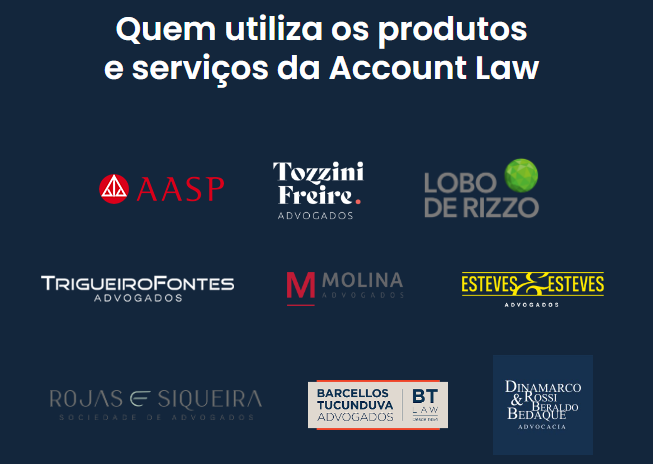 Quem utiliza os produtos
e serviços da Account Law
AASP
Tozzini
Freire.
ADVOGADOS
LOBO
DE RIZZO
TRIGUEIROFONTES
ADVOGADOS
M MOLINA
ADVOGADOS
ESTEVES & ESTEVES
ADVOGADOS
ROJAS E SIQUEIRA
SOCIEDADE DE ADVOGADOS
BARCELLOS
TUCUNDUVA
ADVOGADOS
BT
LAW
DINAMARCO
& ROSSI
BERALDO
BEDAQUE
ADVOCACIA